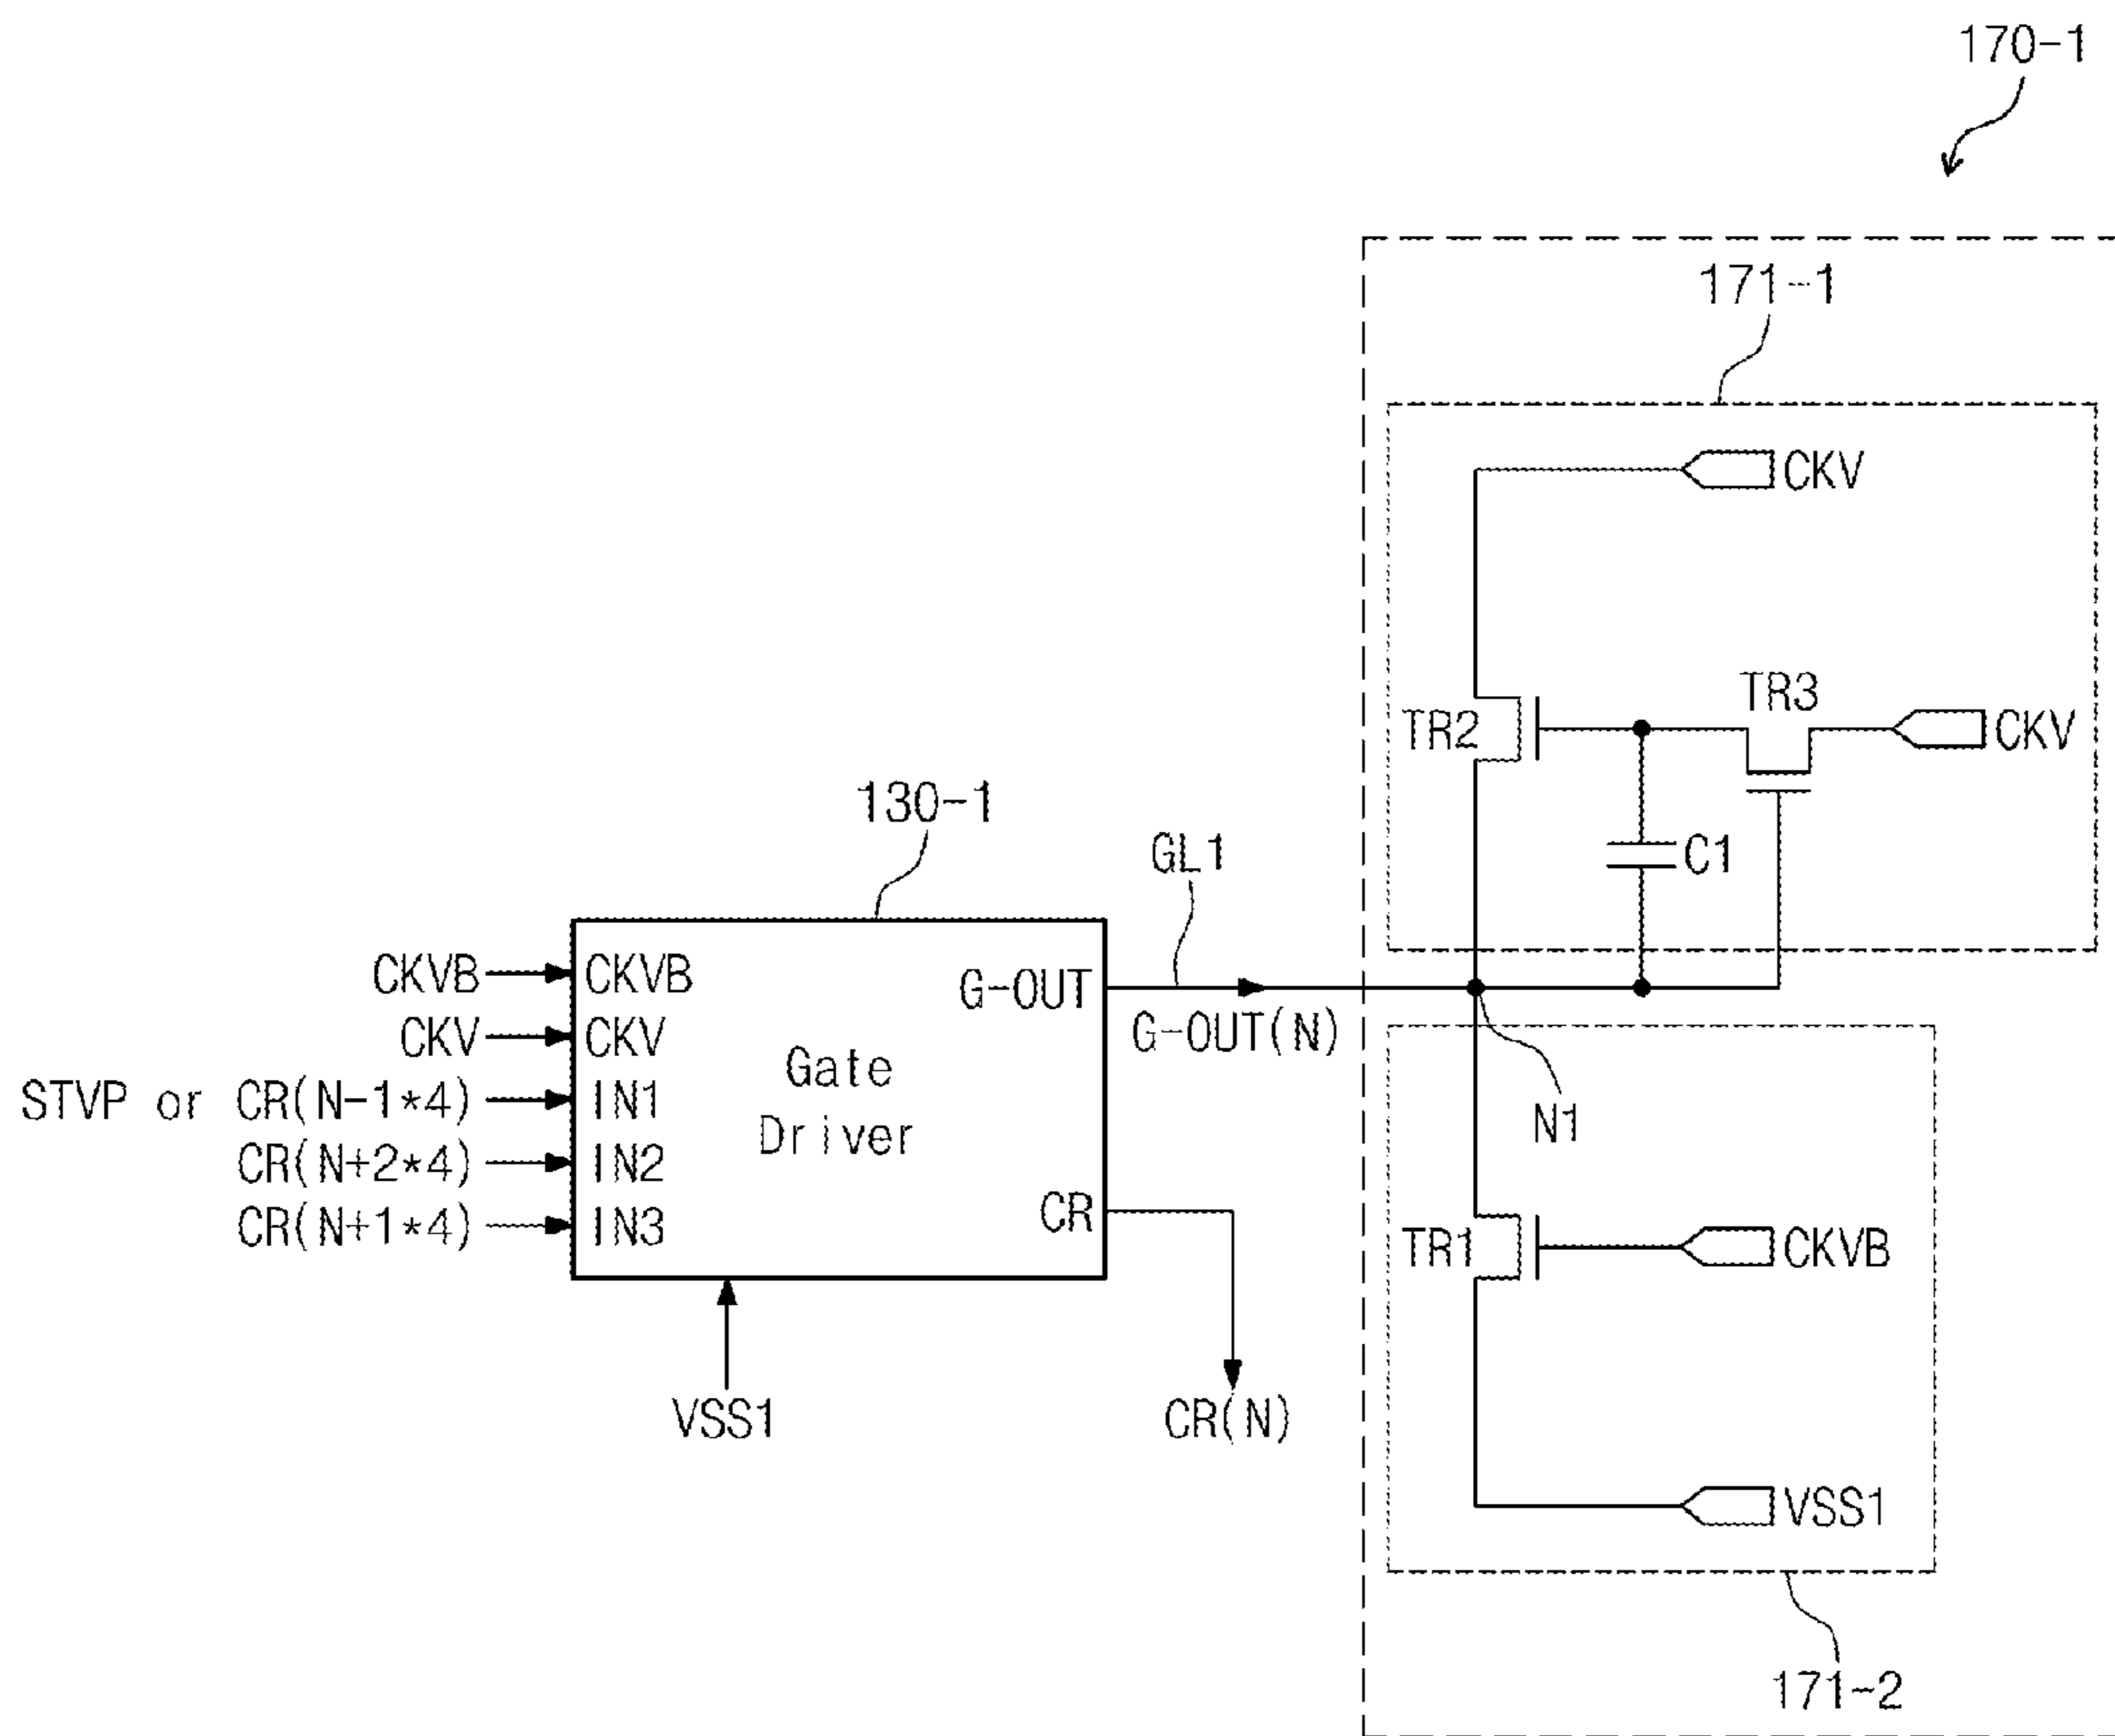 170-1
171-1
CKV
TR3
TR2
CKV
130-1
GL1
C1
CKVB
CKVB
G-OUT
CKV
CKV
G-OUT(N)
Gate
Driver
STVP or CR(N-1*4)
IN1
N1
CR(N+2*4)
IN2
CR(N+1*4)
IN3
CR
TR1
CKVB
VSS1
CR(N)
VSS1
171-2